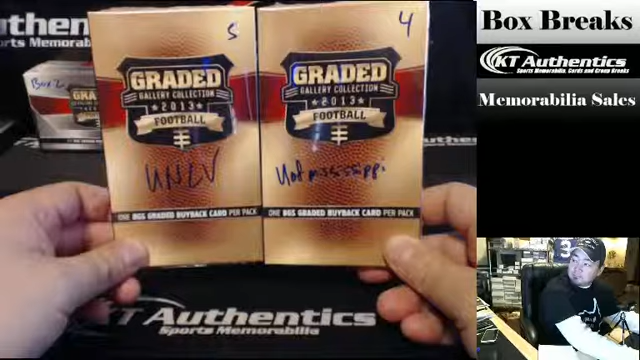 5
4
Box 2
GRADED
GALLERY COLLECTION
2013
FOOTBALL
UNLV
ONE BGS GRADED BUYBACK CARD PER PACK
GRADED
GALLERY COLLECTION
2013
FOOTBALL
U of mississippi
ONE BGS GRADED BUYBACK CARD PER PACK
KT Authentics
Sports Memorabilia
Box Breaks
KT Authentics
Sports Memorabilia, Cards and Group Breaks
Memorabilia Sales